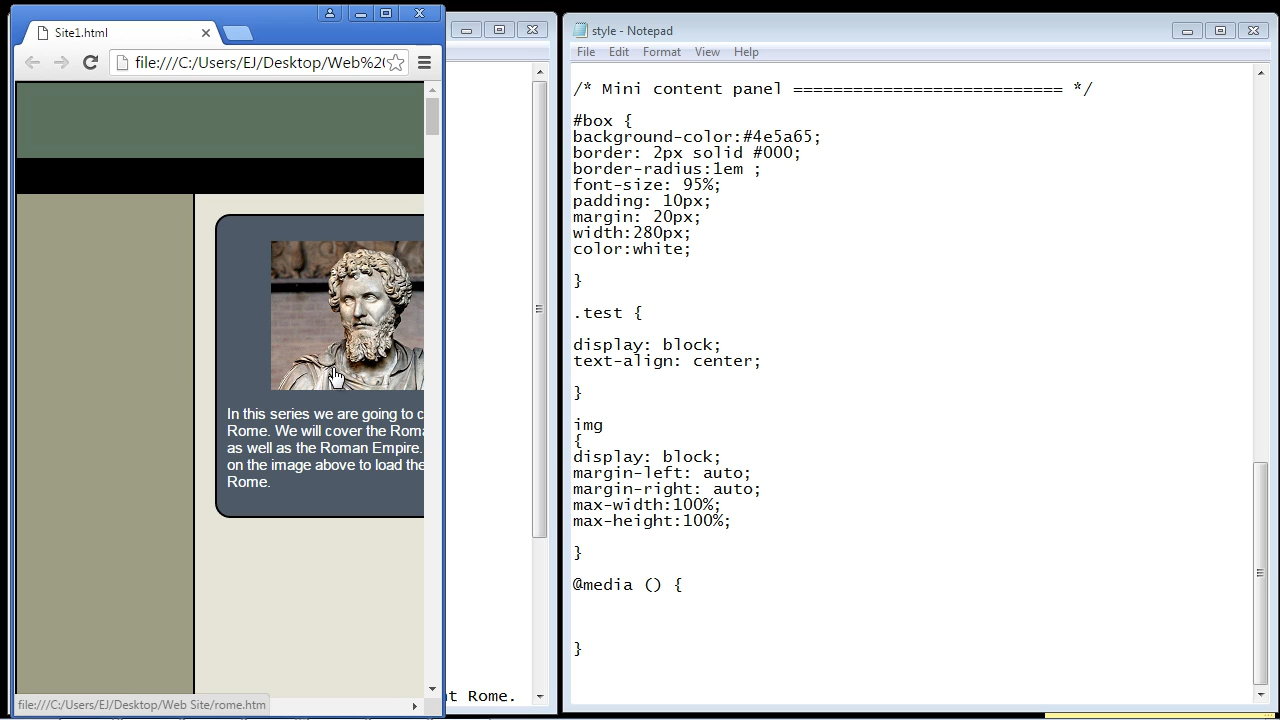 Site1.html
file:///C:/Users/EJ/Desktop/Web%20
In this series we are going to c
Rome. We will cover the Roma
as well as the Roman Empire.
on the image above to load the
Rome.
file:///C:/Users/EJ/Desktop/Web Site/rome.htm
t Rome.
style - Notepad
File Edit Format View Help
/* Mini content panel =========================== */
#box {
background-color:#4e5a65;
border: 2px solid #000;
border-radius:1em ;
font-size: 95%;
padding: 10px;
margin: 20px;
width:280px;
color:white;
}
.test {
display: block;
text-align: center;
}
img
{
display: block;
margin-left: auto;
margin-right: auto;
max-width:100%;
max-height:100%;
}
@media () {
}